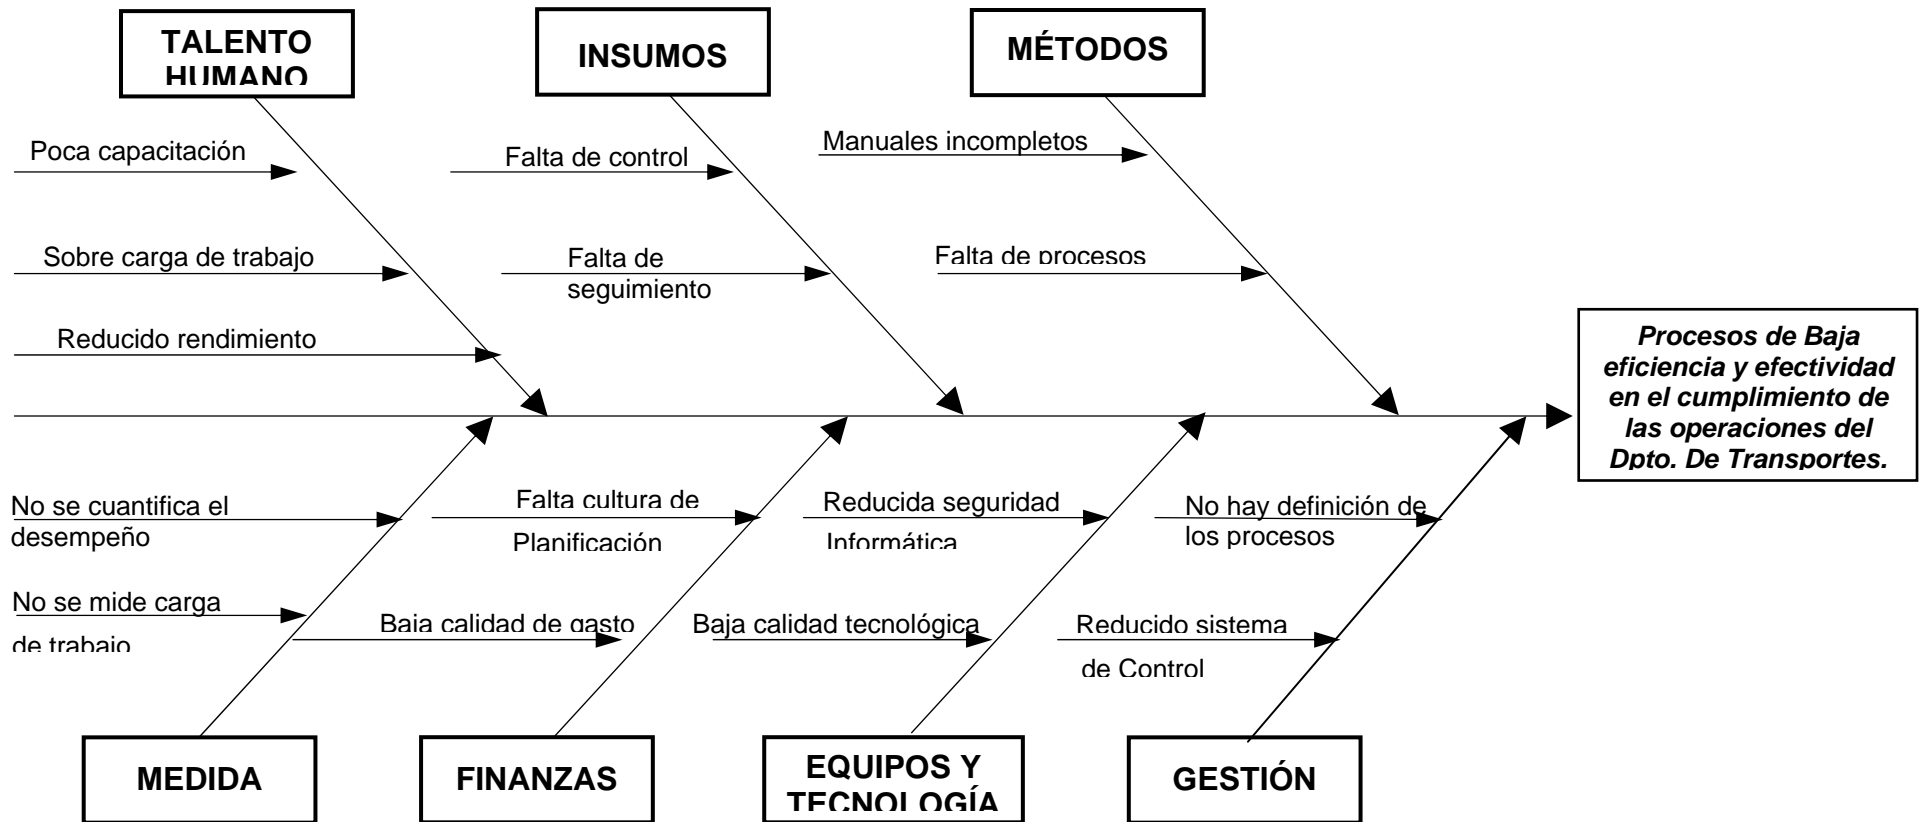 TALENTO
HUMANO
INSUMOS
MÉTODOS
Poca capacitación
Falta de control
Manuales incompletos
Sobre carga de trabajo
Falta de
seguimiento
Falta de procesos
Reducido rendimiento
Procesos de Baja
eficiencia y efectividad
en el cumplimiento de
las operaciones del
Dpto. De Transportes.
No se cuantifica el
desempeño
Falta cultura de
Planificación
Reducida seguridad
Informática
No hay definición de
los procesos
No se mide carga
de trabajo
Baja calidad de gasto
Baja calidad tecnológica
Reducido sistema
de Control
MEDIDA
FINANZAS
EQUIPOS Y
TECNOLOGÍA
GESTIÓN